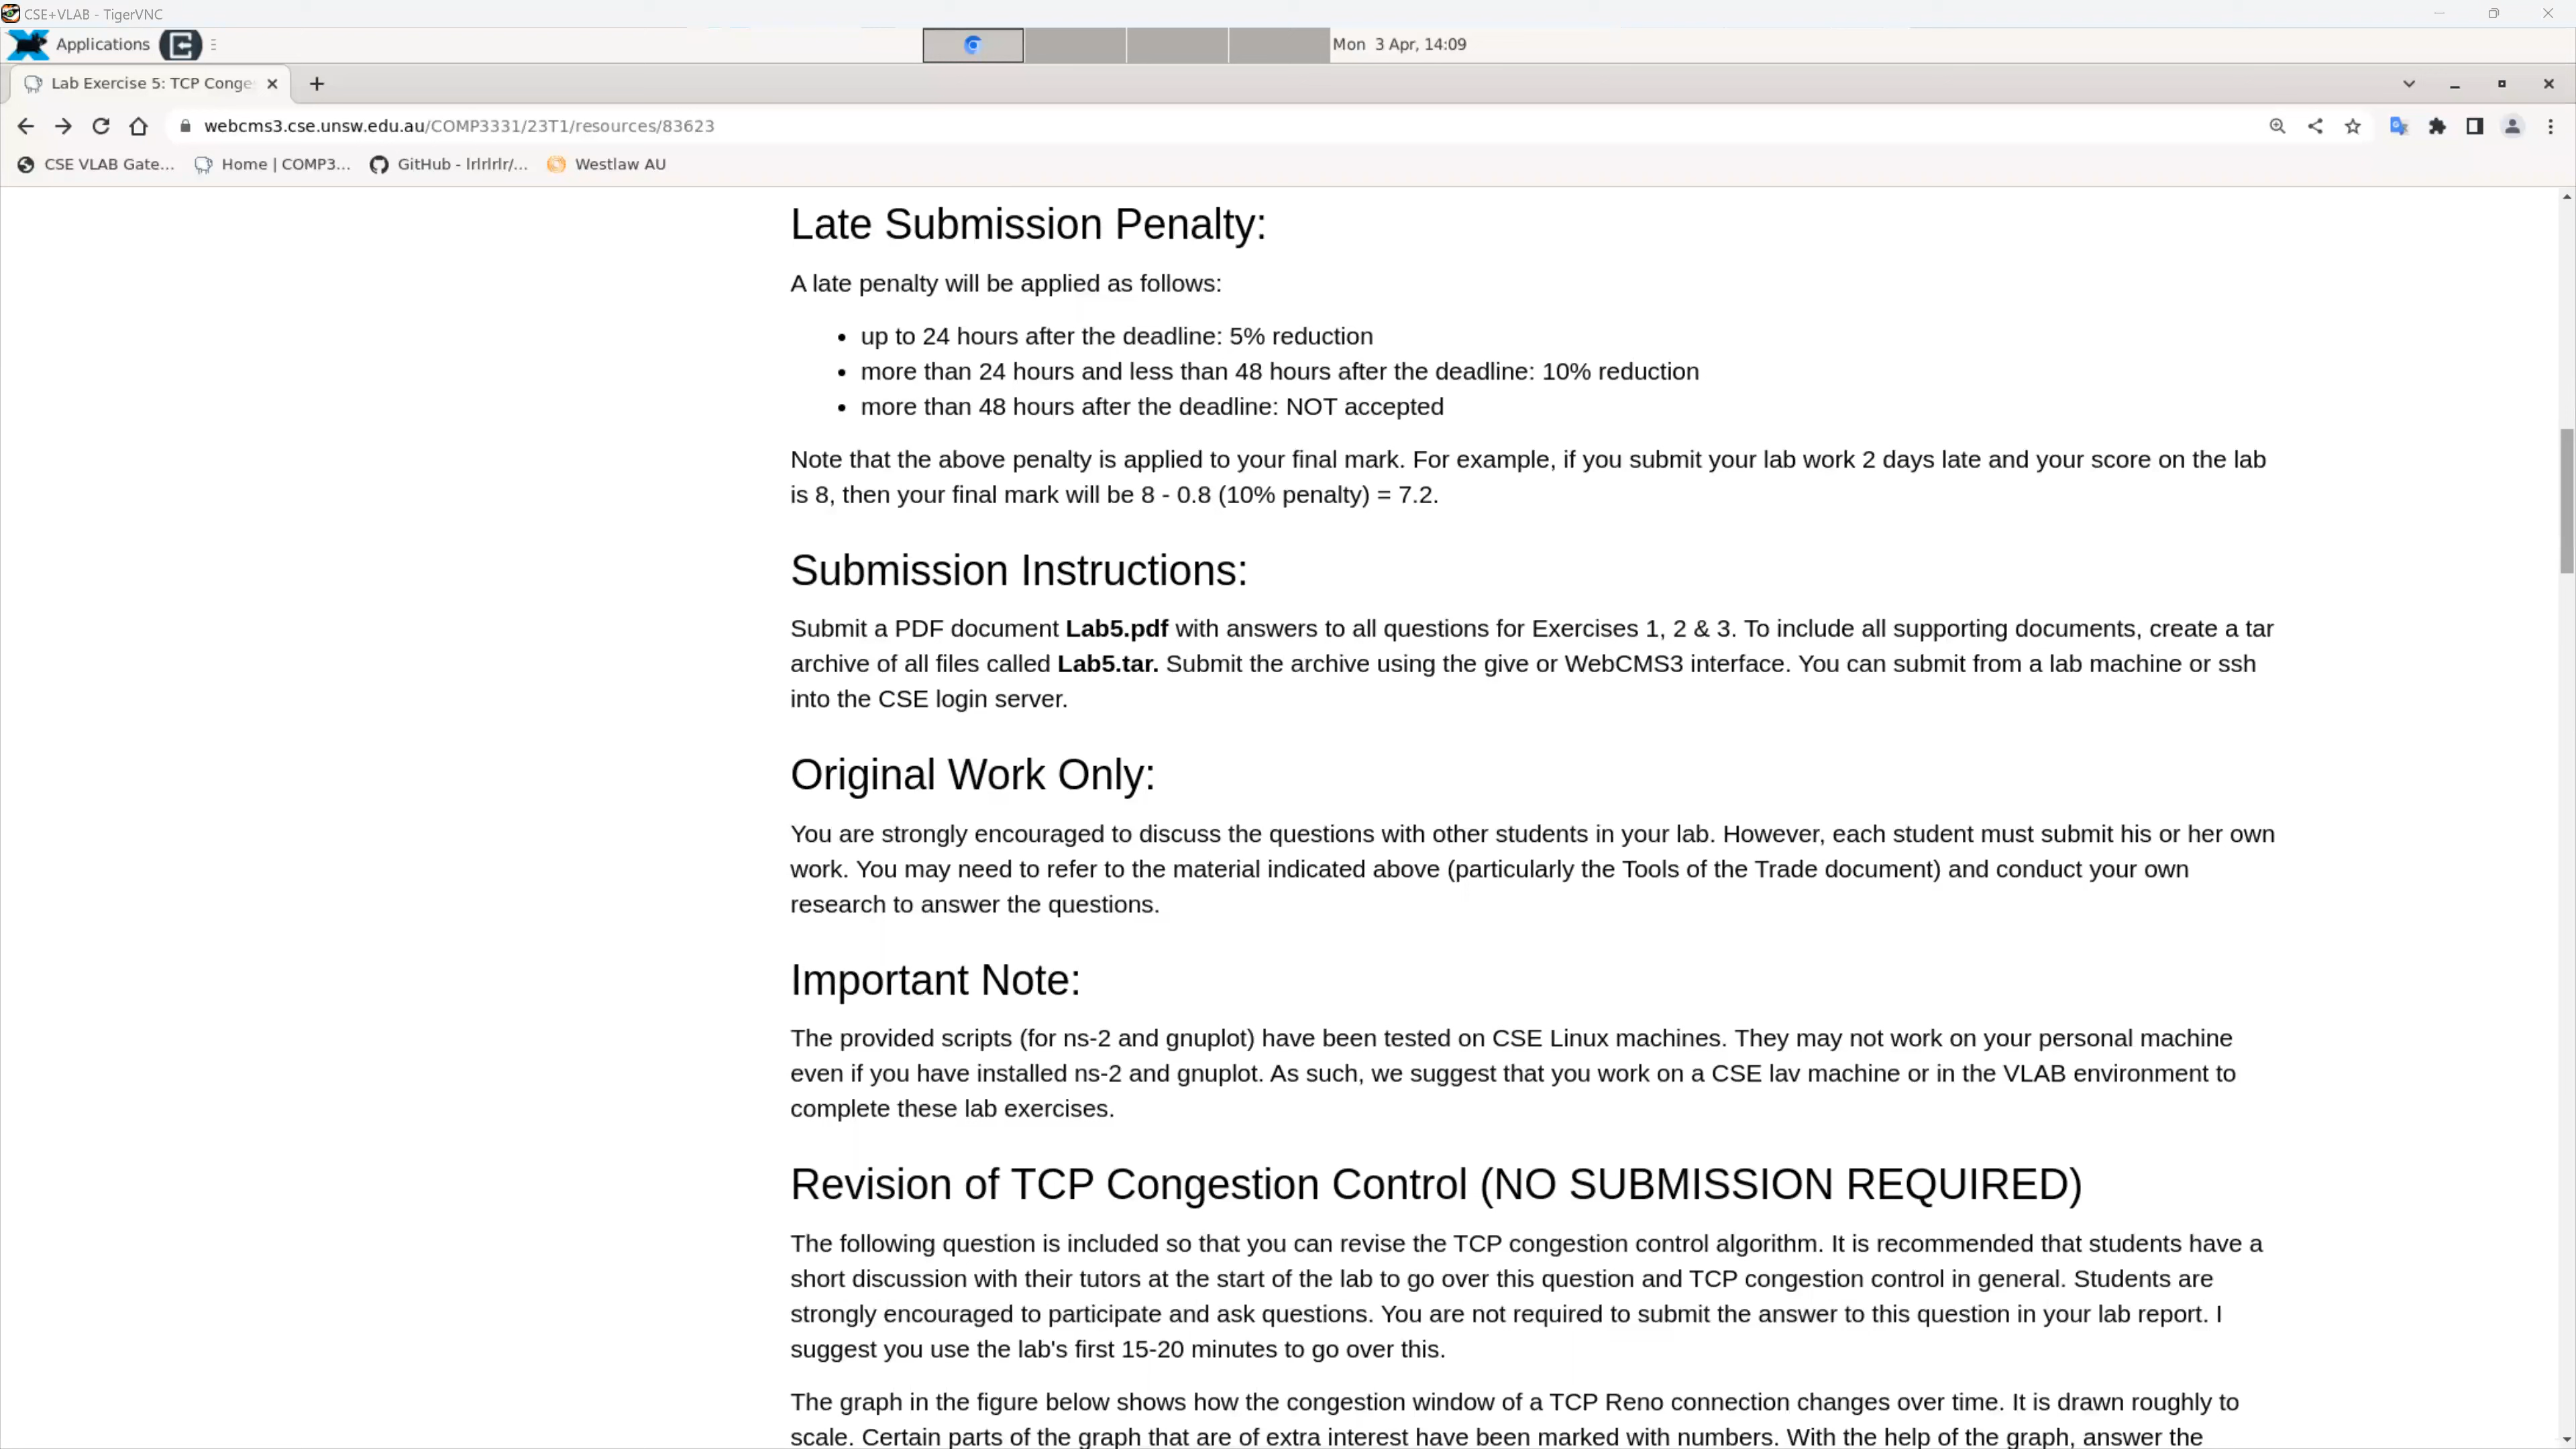 CSE+VLAB - TigerVNC
Applications
Mon 3 Apr, 14:09
Lab Exercise 5: TCP Conge
webcms3.cse.unsw.edu.au/COMP3331/23T1/resources/83623
CSE VLAB Gate... Home | COMP3... GitHub - lrlrlrlr/... Westlaw AU
Late Submission Penalty:
A late penalty will be applied as follows:
• up to 24 hours after the deadline: 5% reduction
• more than 24 hours and less than 48 hours after the deadline: 10% reduction
• more than 48 hours after the deadline: NOT accepted
Note that the above penalty is applied to your final mark. For example, if you submit your lab work 2 days late and your score on the lab
is 8, then your final mark will be 8 - 0.8 (10% penalty) = 7.2.
Submission Instructions:
Submit a PDF document Lab5.pdf with answers to all questions for Exercises 1, 2 & 3. To include all supporting documents, create a tar
archive of all files called Lab5.tar. Submit the archive using the give or WebCMS3 interface. You can submit from a lab machine or ssh
into the CSE login server.
Original Work Only:
You are strongly encouraged to discuss the questions with other students in your lab. However, each student must submit his or her own
work. You may need to refer to the material indicated above (particularly the Tools of the Trade document) and conduct your own
research to answer the questions.
Important Note:
The provided scripts (for ns-2 and gnuplot) have been tested on CSE Linux machines. They may not work on your personal machine
even if you have installed ns-2 and gnuplot. As such, we suggest that you work on a CSE lav machine or in the VLAB environment to
complete these lab exercises.
Revision of TCP Congestion Control (NO SUBMISSION REQUIRED)
The following question is included so that you can revise the TCP congestion control algorithm. It is recommended that students have a
short discussion with their tutors at the start of the lab to go over this question and TCP congestion control in general. Students are
strongly encouraged to participate and ask questions. You are not required to submit the answer to this question in your lab report. I
suggest you use the lab's first 15-20 minutes to go over this.
The graph in the figure below shows how the congestion window of a TCP Reno connection changes over time. It is drawn roughly to
scale. Certain parts of the graph that are of extra interest have been marked with numbers. With the help of the graph, answer the